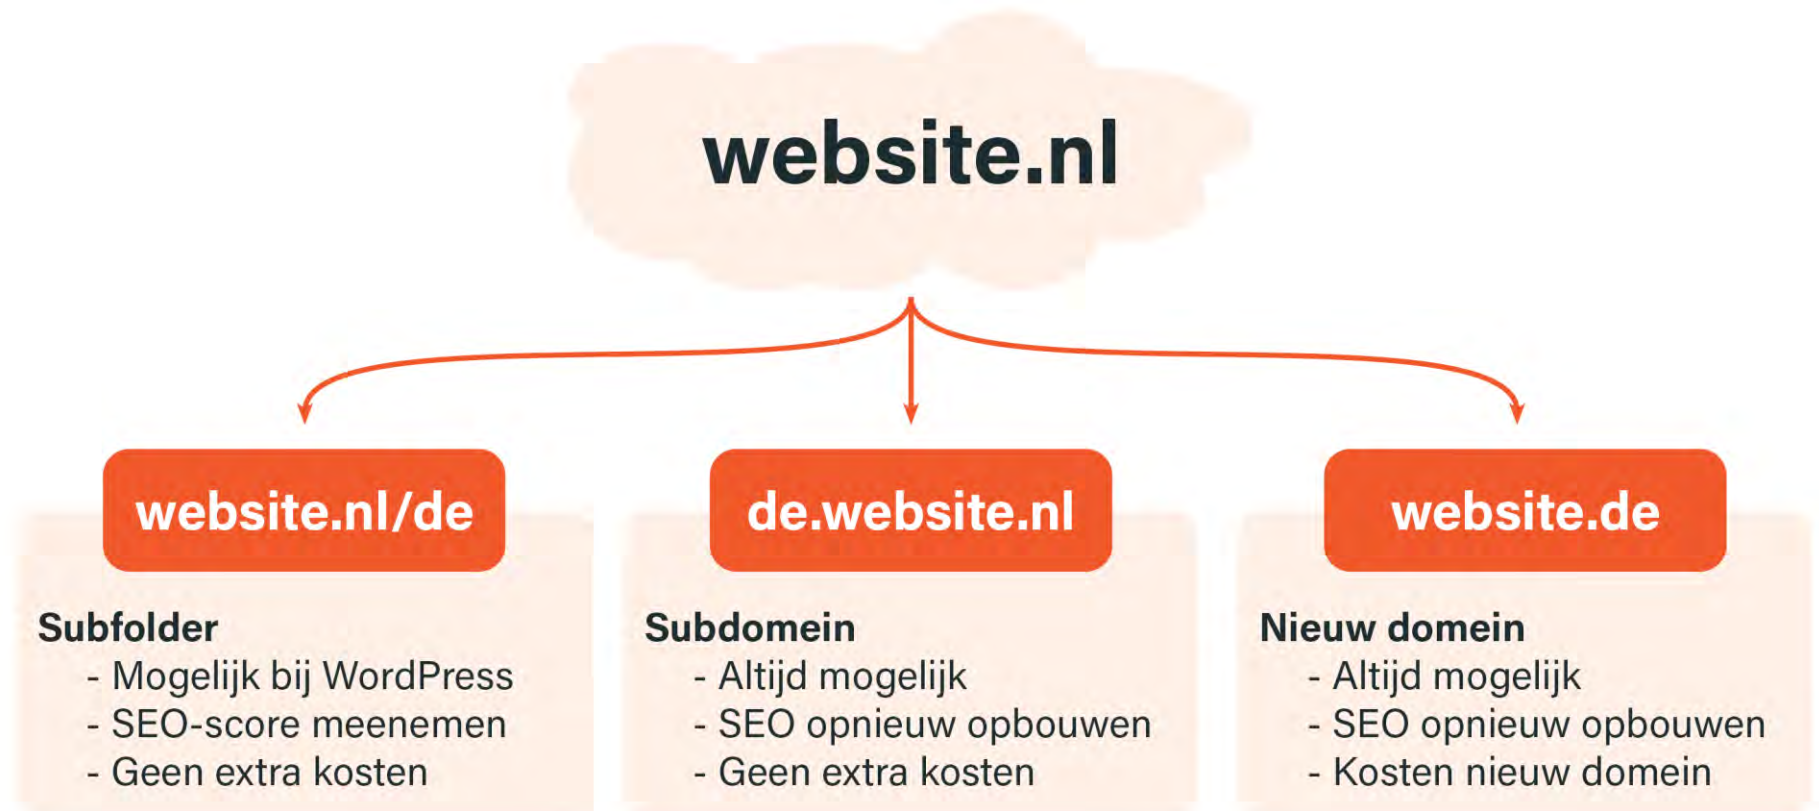 website.nl
website.nl/de
de.website.nl
website.de
Subfolder
- Mogelijk bij WordPress
- SEO-score meenemen
- Geen extra kosten
Subdomein
- Altijd mogelijk
- SEO opnieuw opbouwen
- Geen extra kosten
Nieuw domein
- Altijd mogelijk
- SEO opnieuw opbouwen
- Kosten nieuw domein